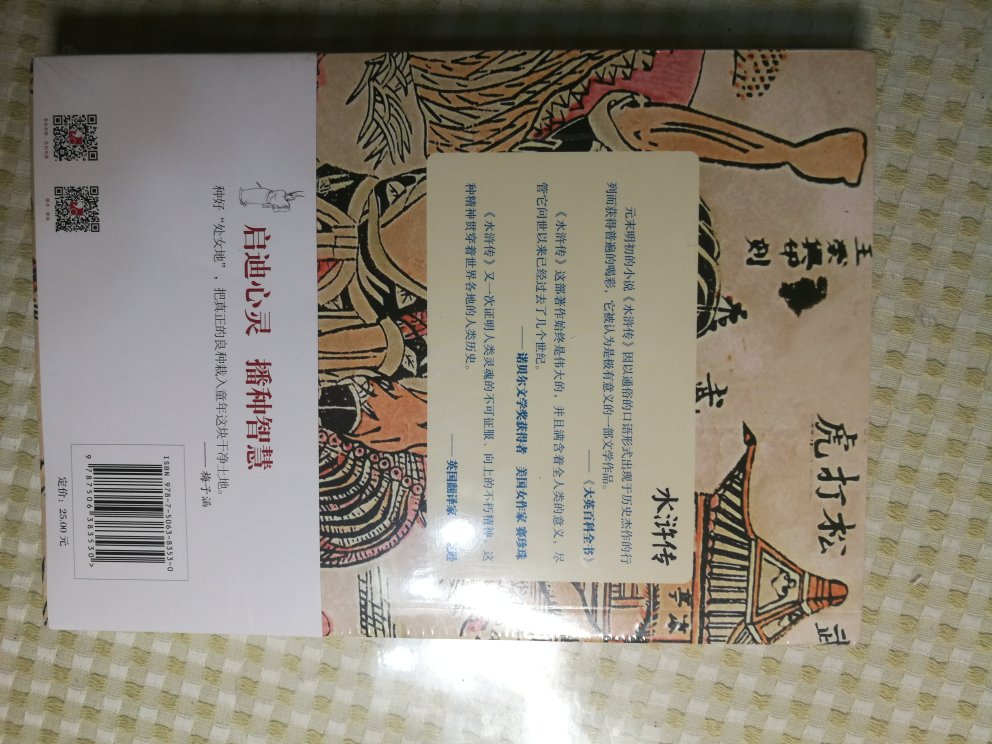 虎打松武
水浒传
元末明初的小说《水浒传》因以通俗的口语形式出现于历史杰作的行
列而获得普遍的喝彩，它被认为是极有意义的一部文学作品。
——《大英百科全书》
《水浒传》这部著作始终是伟大的，并且满含着全人类的意义，尽
管它问世以来已经过去了几个世纪。
——诺贝尔文学奖获得者 美国女作家 赛珍珠
《水浒传》又一次证明人类灵魂的不可征服、向上的不朽精神，这
种精神贯穿着世界各地的人类历史。
——英国翻译家
启迪心灵 播种智慧
种好“处女地”，把真正的良种栽入童年这块干净土地。
——梅子涵
ISBN 978-7-5063-8353-0
9 787506 383530 >
定价：25.00 元